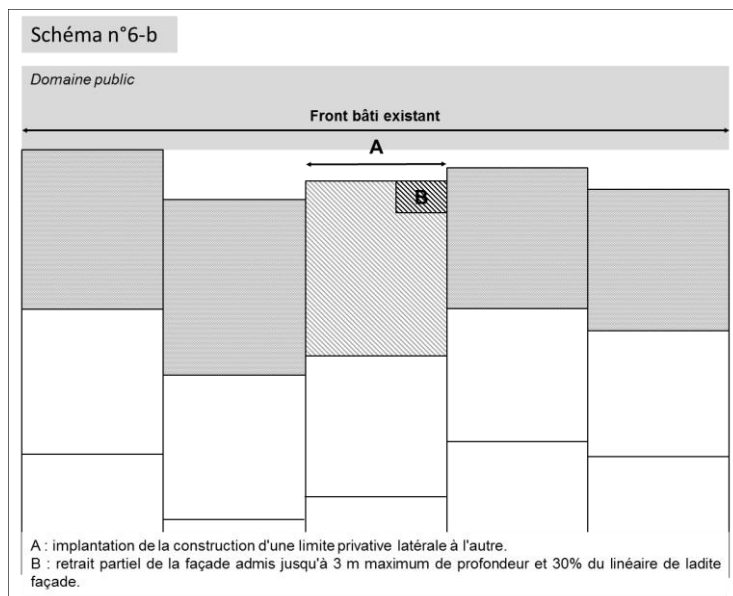 Schéma n°6-b
Domaine public
Front bâti existant
A
B
A : implantation de la construction d'une limite privative latérale à l'autre.
B : retrait partiel de la façade admis jusqu'à 3 m maximum de profondeur et 30% du linéaire de ladite
façade.